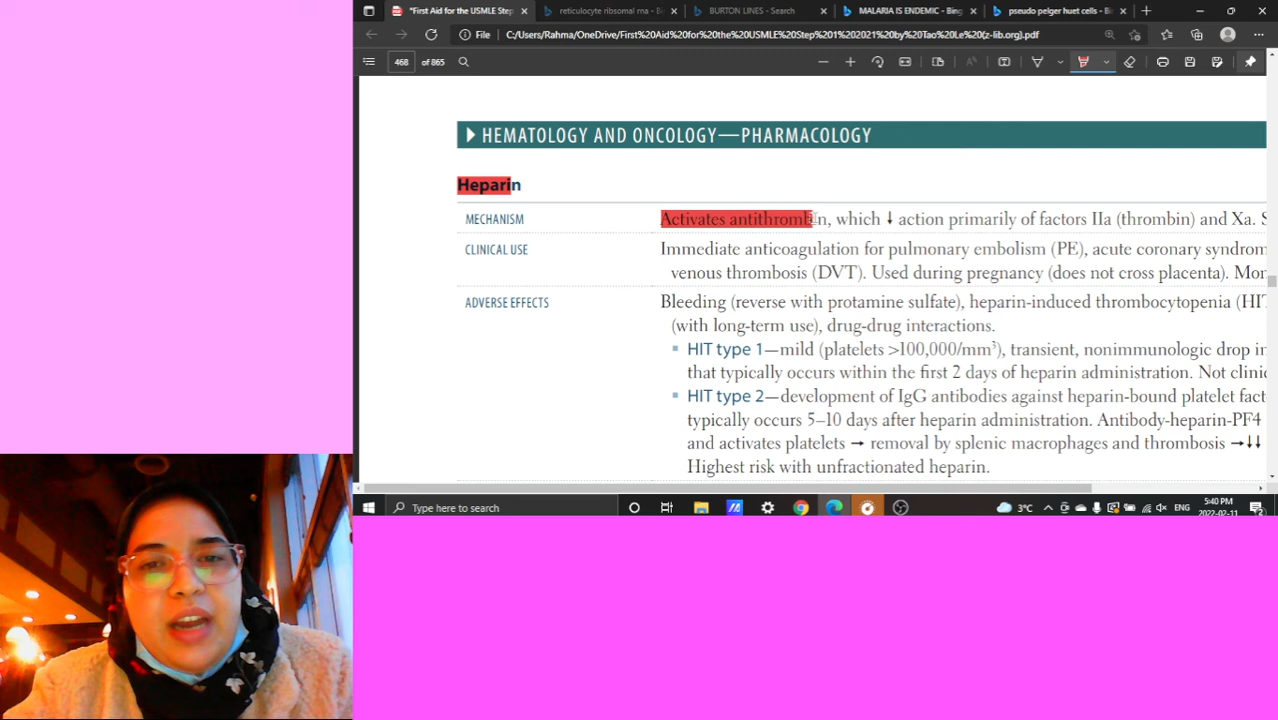 *First Aid for the USMLE Step
reticulocyte ribsomal rna - Bi
BURTON LINES - Search
MALARIA IS ENDEMIC - Bing
pseudo pelger huet cells - Bi
File
C:/Users/Rahma/OneDrive/First%20Aid%20for%20the%20USMLE%20Step%201%202021%20by%20Tao%20Le%20(z-lib.org).pdf
468 of 865
HEMATOLOGY AND ONCOLOGY—PHARMACOLOGY
Heparin
MECHANISM
Activates antithrombin, which ↓ action primarily of factors IIa (thrombin) and Xa. S
CLINICAL USE
Immediate anticoagulation for pulmonary embolism (PE), acute coronary syndrom
venous thrombosis (DVT). Used during pregnancy (does not cross placenta). Mon
ADVERSE EFFECTS
Bleeding (reverse with protamine sulfate), heparin-induced thrombocytopenia (HIT
(with long-term use), drug-drug interactions.
▪ HIT type 1—mild (platelets >100,000/mm³), transient, nonimmunologic drop in
that typically occurs within the first 2 days of heparin administration. Not clinic
▪ HIT type 2—development of IgG antibodies against heparin-bound platelet fact
typically occurs 5–10 days after heparin administration. Antibody-heparin-PF4
and activates platelets → removal by splenic macrophages and thrombosis → ↓↓
Highest risk with unfractionated heparin.
Type here to search
3°C
ENG
5:40 PM
2022-02-11